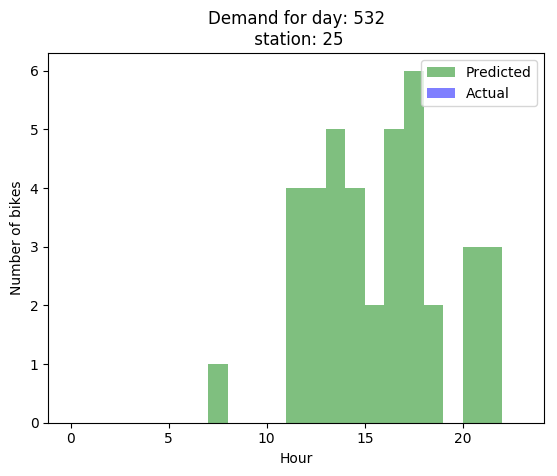 Demand for day: 532
station: 25
Predicted
Actual
Number of bikes
6
5
4
3
2
1
0
0 5 10 15 20
Hour